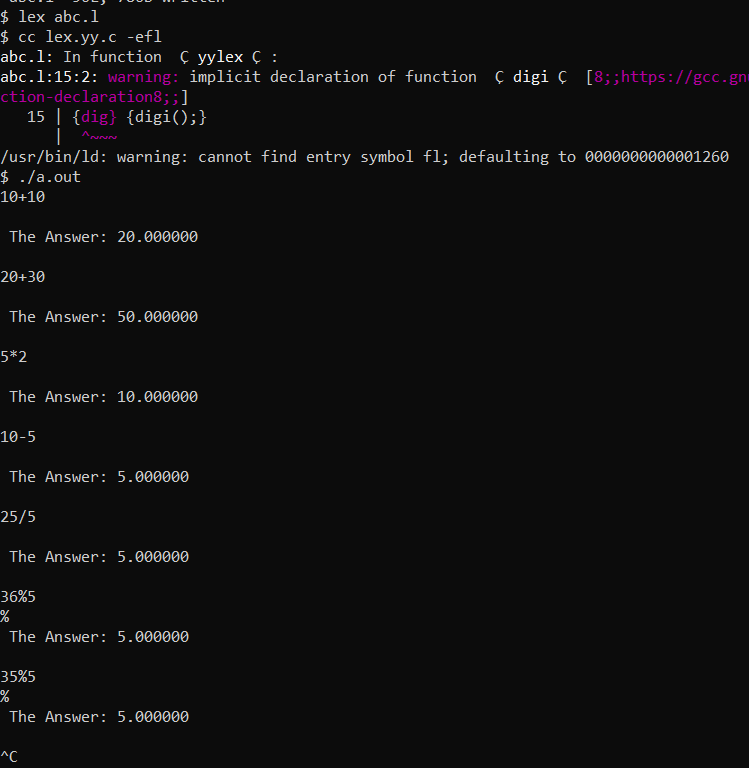 $ lex abc.l
$ cc lex.yy.c -efl
abc.l: In function Ç yylex Ç :
abc.l:15:2: warning: implicit declaration of function Ç digi Ç [8;;https://gcc.gn
ction-declaration8;;]
15 | {dig} {digi();}
| ^~~~
/usr/bin/ld: warning: cannot find entry symbol fl; defaulting to 0000000000001260
$ ./a.out
10+10
The Answer: 20.000000
20+30
The Answer: 50.000000
5*2
The Answer: 10.000000
10-5
The Answer: 5.000000
25/5
The Answer: 5.000000
36%5
%
The Answer: 5.000000
35%5
%
The Answer: 5.000000
^C